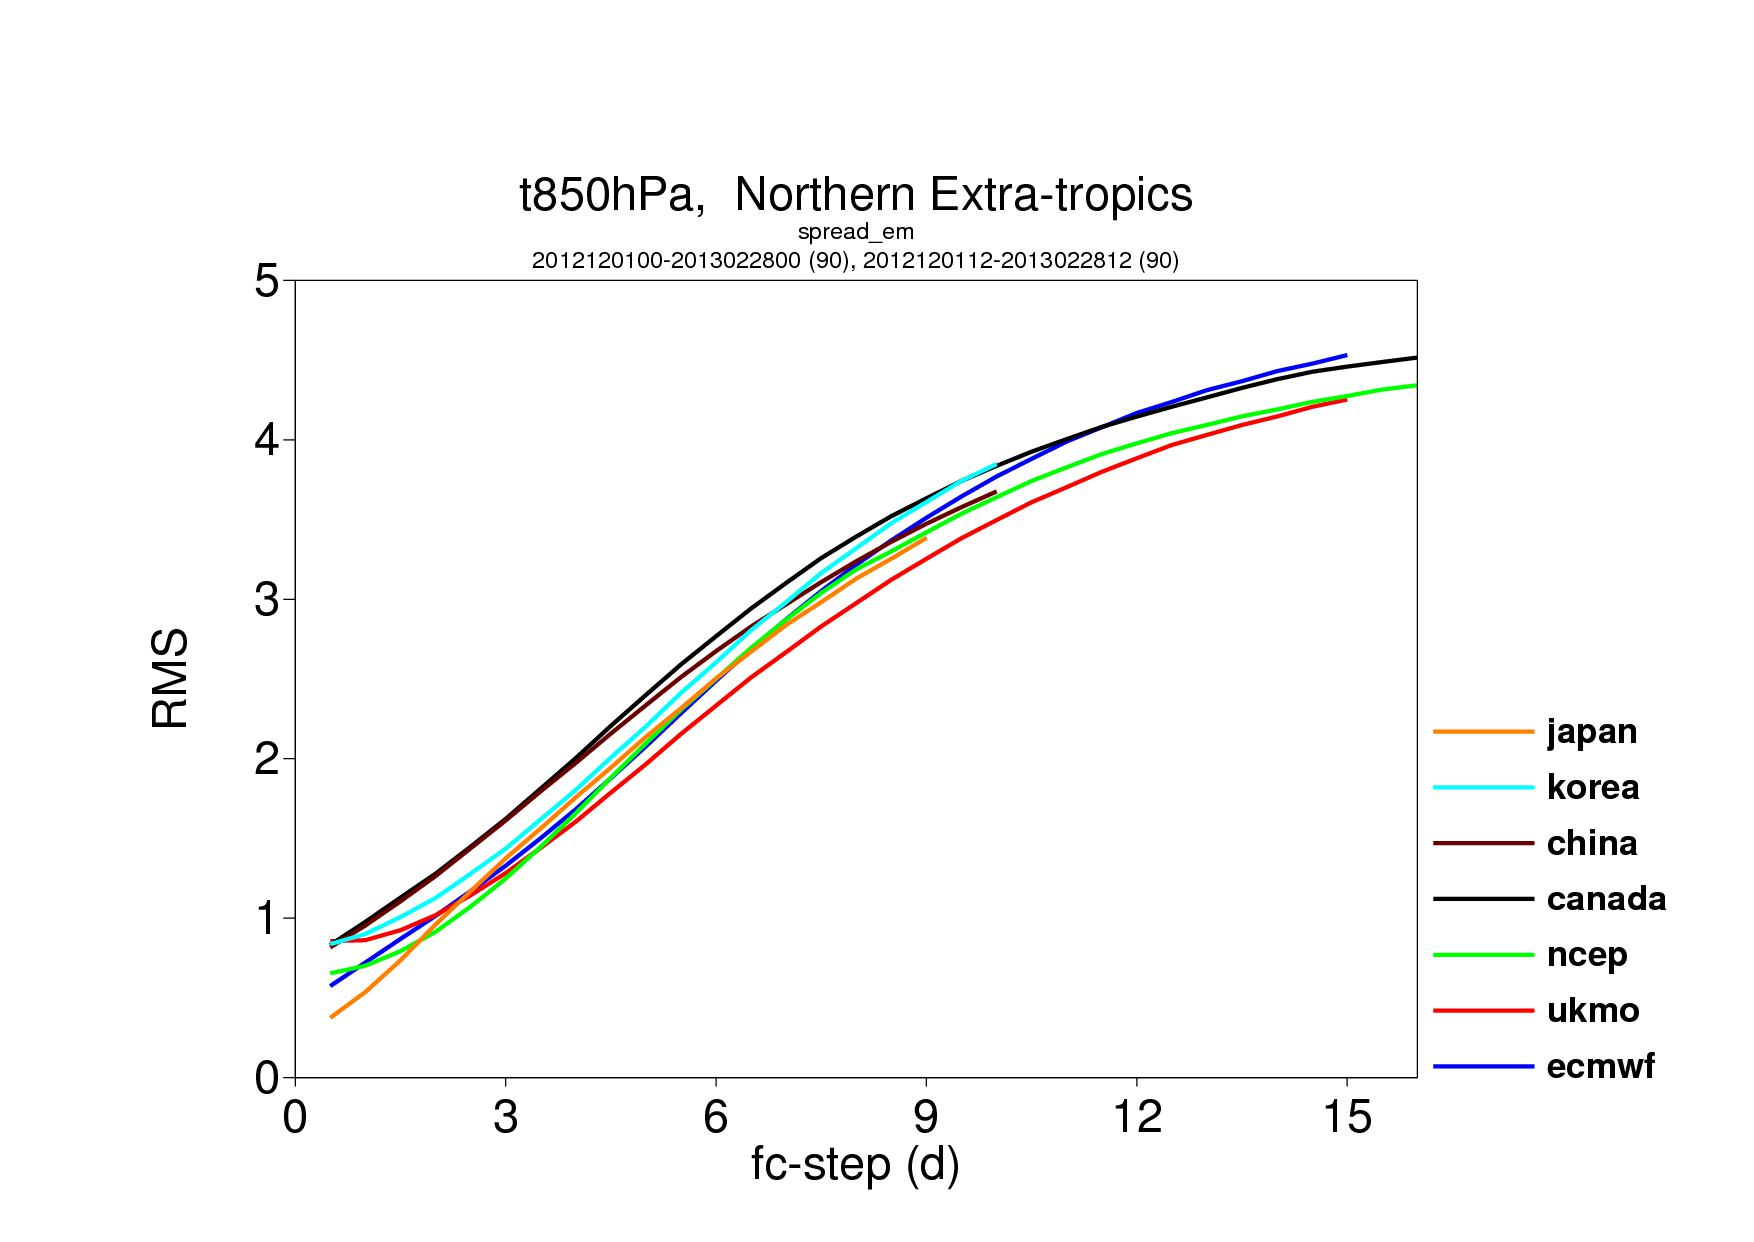 t850hPa, Northern Extra-tropics
spread_em
2012120100-2013022800 (90), 2012120112-2013022812 (90)
5
4
3
2
1
0
RMS
0 3 6 9 12 15
fc-step (d)
japan
korea
china
canada
ncep
ukmo
ecmwf